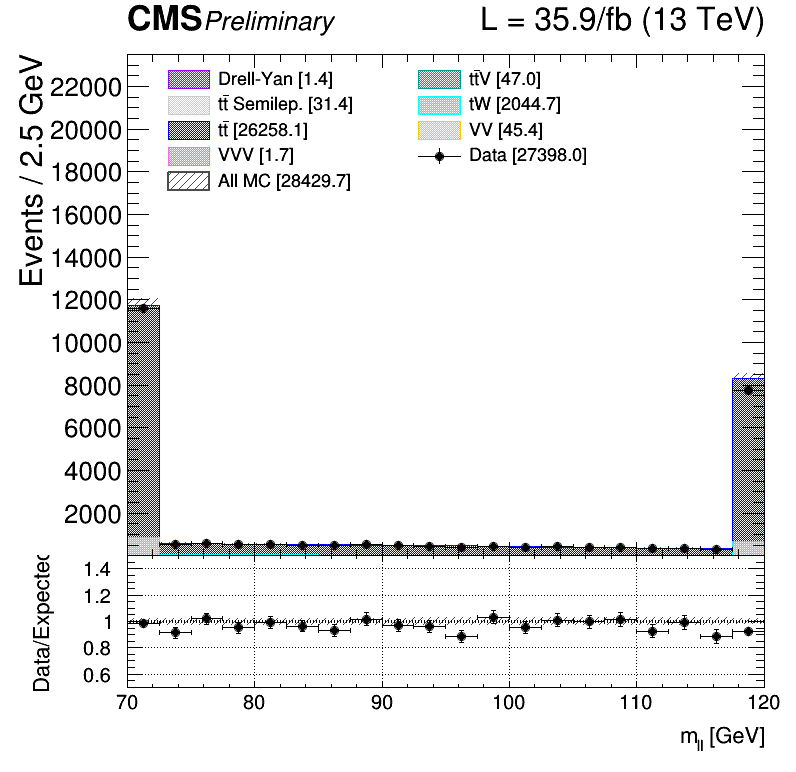 CMS Preliminary L = 35.9/fb (13 TeV)
Events / 2.5 GeV
22000
20000
18000
16000
14000
12000
10000
8000
6000
4000
2000
Drell-Yan [1.4]
tt̄ Semilep. [31.4]
tt̄ [26258.1]
VVV [1.7]
All MC [28429.7]
tt̄V [47.0]
tW [2044.7]
VV [45.4]
Data [27398.0]
Data/Expected
1.4
1.2
1
0.8
0.6
70 80 90 100 110 120
m_ll [GeV]